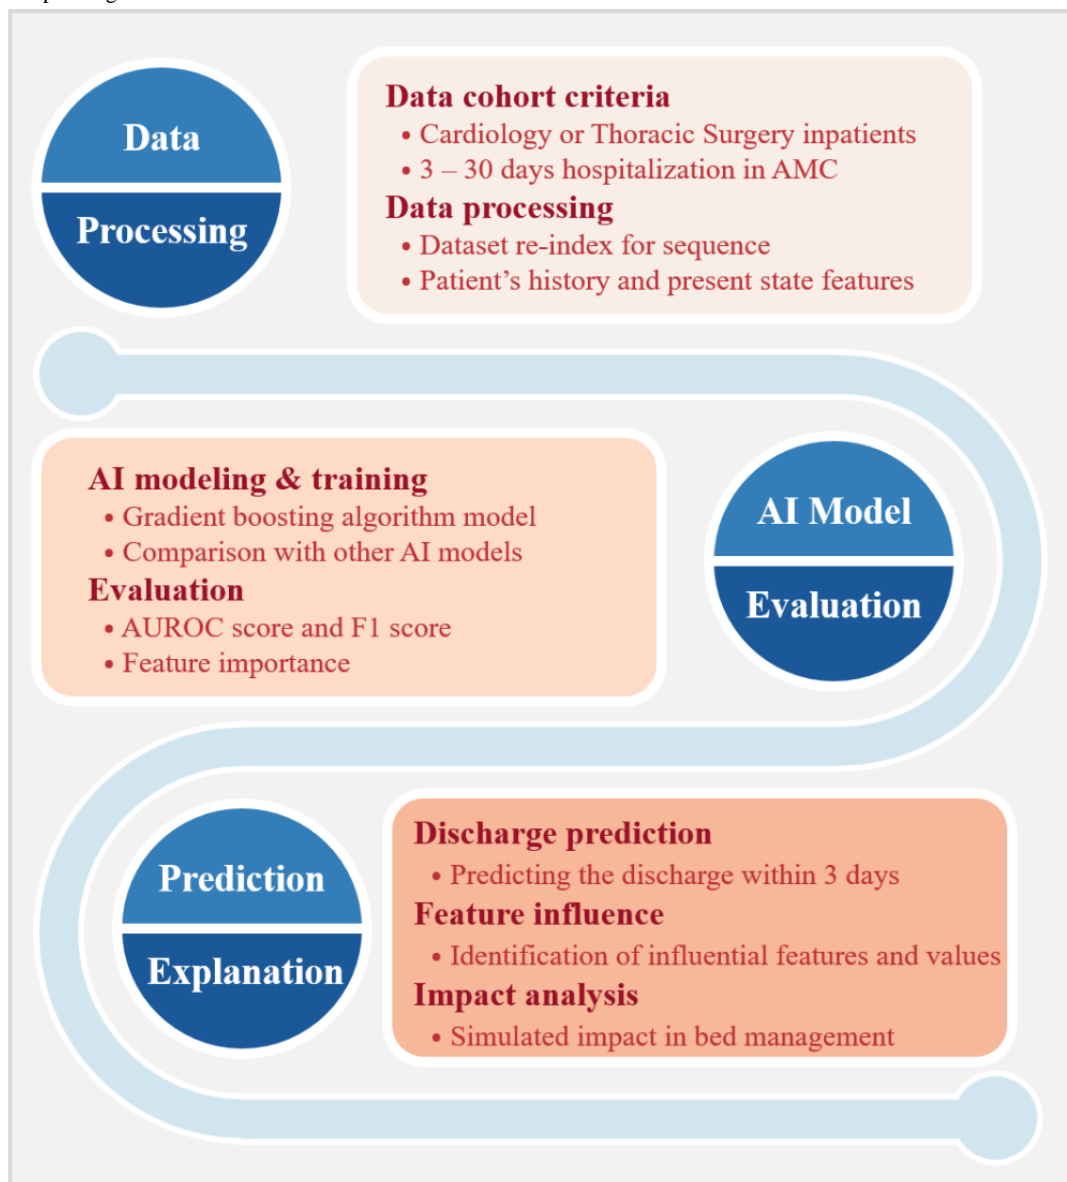 Data
Processing
Data cohort criteria
• Cardiology or Thoracic Surgery inpatients
• 3 – 30 days hospitalization in AMC
Data processing
• Dataset re-index for sequence
• Patient’s history and present state features
AI modeling & training
• Gradient boosting algorithm model
• Comparison with other AI models
Evaluation
• AUROC score and F1 score
• Feature importance
AI Model
Evaluation
Prediction
Explanation
Discharge prediction
• Predicting the discharge within 3 days
Feature influence
• Identification of influential features and values
Impact analysis
• Simulated impact in bed management